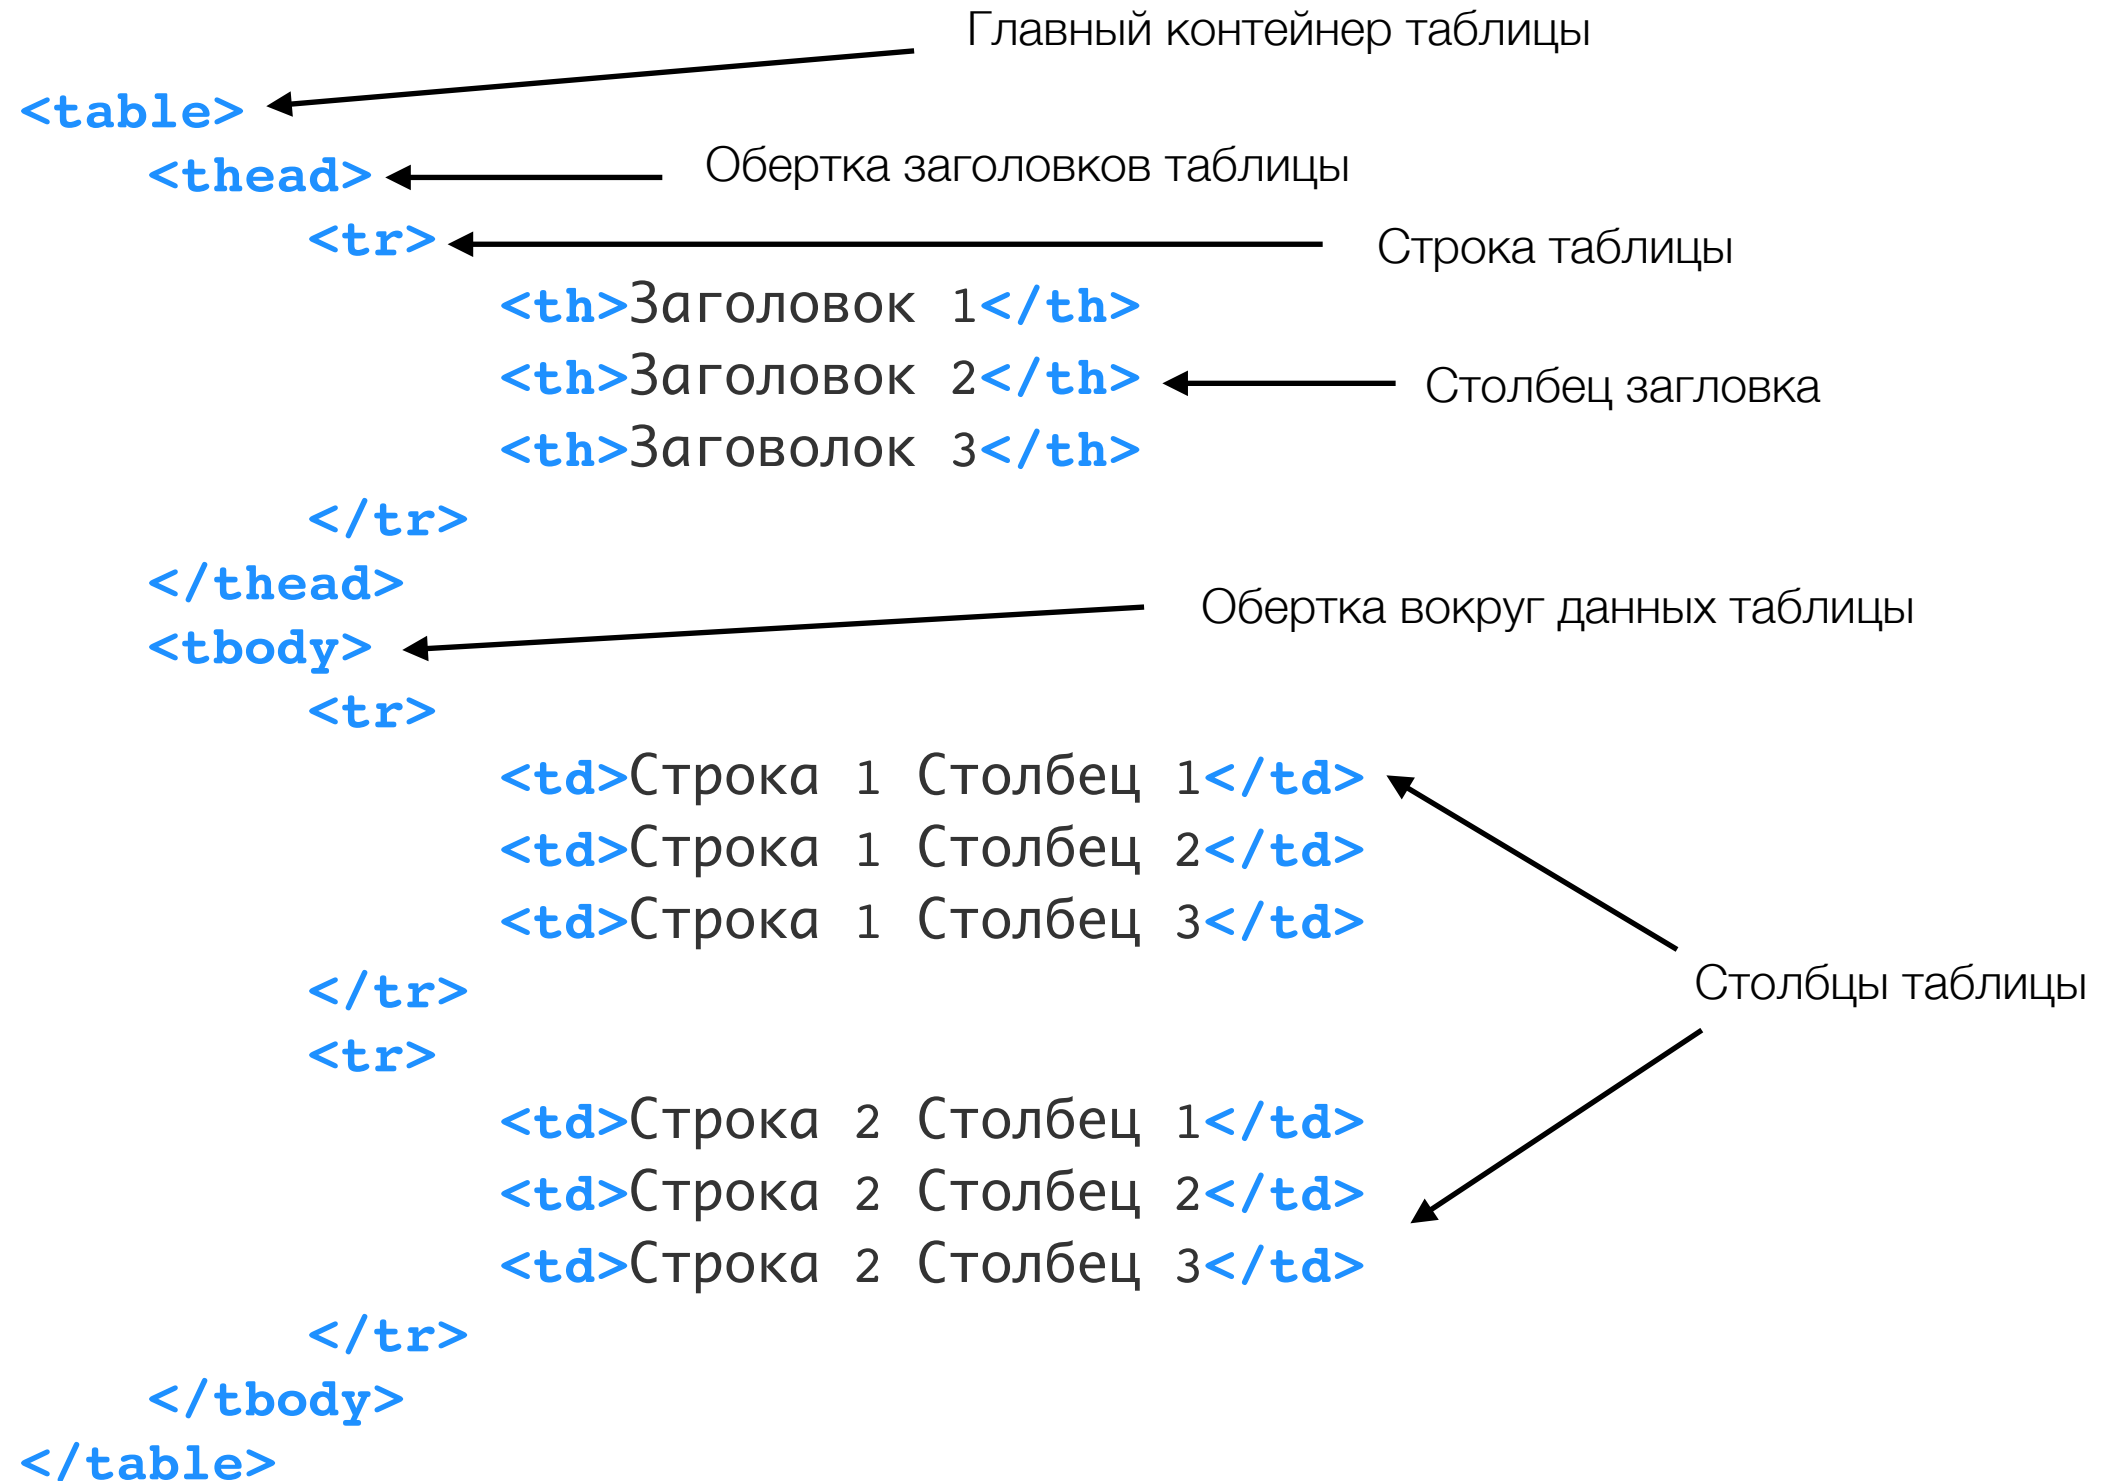 Главный контейнер таблицы
<table>
Обертка заголовков таблицы
<thead>
<tr>
Строка таблицы
<th>Заголовок 1</th>
<th>Заголовок 2</th>
Столбец загловка
<th>Заговолок 3</th>
</tr>
</thead>
Обертка вокруг данных таблицы
<tbody>
<tr>
<td>Строка 1 Столбец 1</td>
<td>Строка 1 Столбец 2</td>
<td>Строка 1 Столбец 3</td>
</tr>
Столбцы таблицы
<tr>
<td>Строка 2 Столбец 1</td>
<td>Строка 2 Столбец 2</td>
<td>Строка 2 Столбец 3</td>
</tr>
</tbody>
</table>